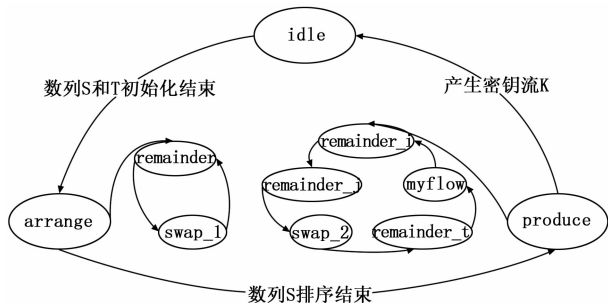 idle
数列S和T初始化结束
产生密钥流K
remainder_i
remainder
remainder_j
myflow
arrange
swap_1
swap_2
remainder_t
produce
数列S排序结束